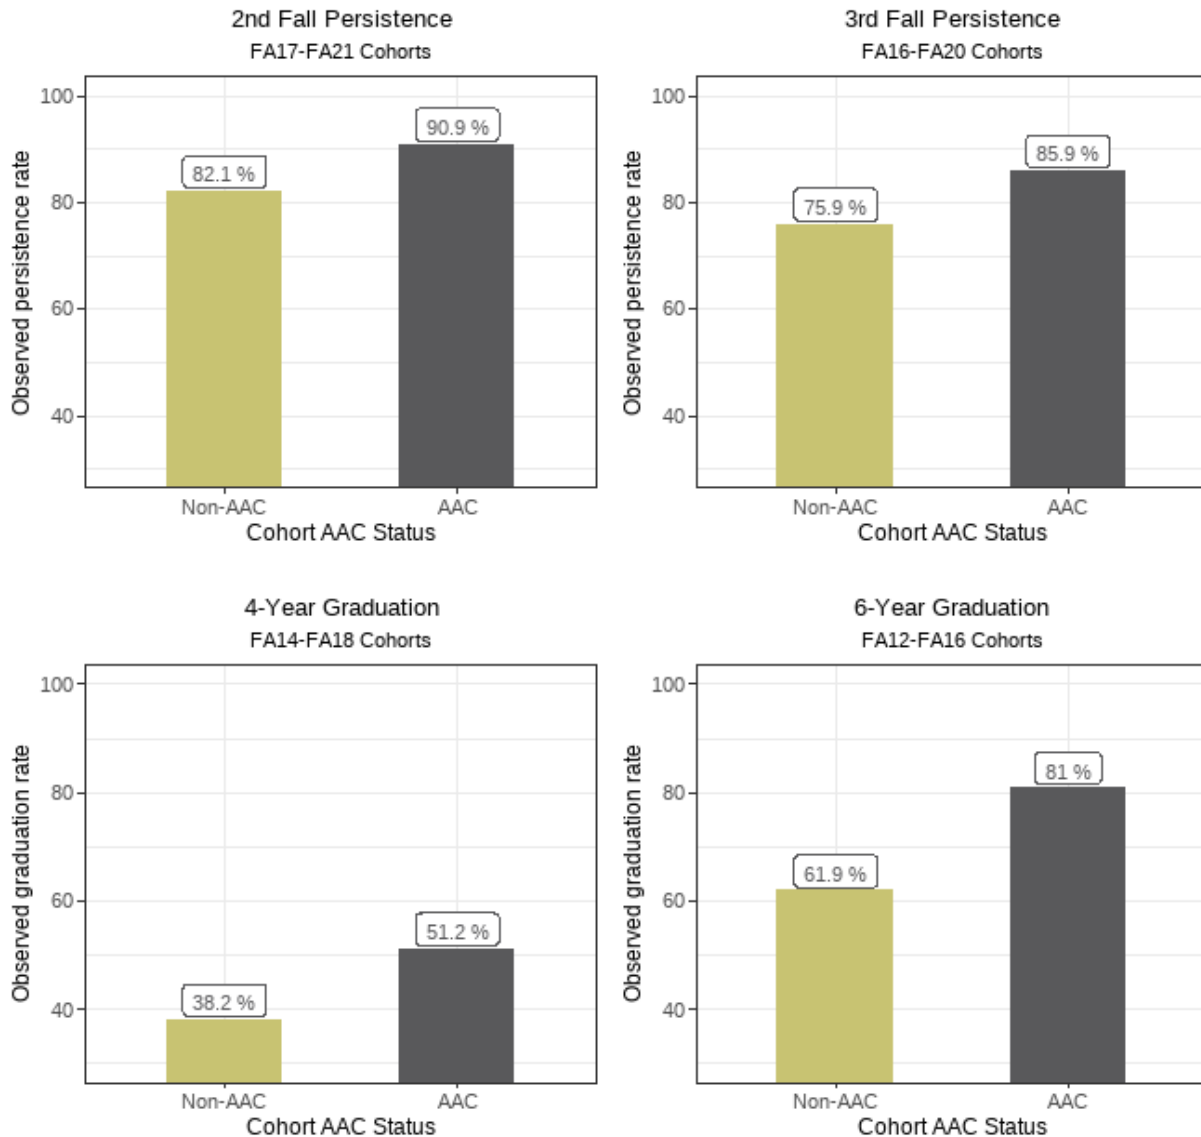 2nd Fall Persistence
FA17-FA21 Cohorts
Observed persistence rate
100
80
60
40
82.1 %
90.9 %
Non-AAC
AAC
Cohort AAC Status
3rd Fall Persistence
FA16-FA20 Cohorts
Observed persistence rate
100
80
60
40
75.9 %
85.9 %
Non-AAC
AAC
Cohort AAC Status
4-Year Graduation
FA14-FA18 Cohorts
Observed graduation rate
100
80
60
40
38.2 %
51.2 %
Non-AAC
AAC
Cohort AAC Status
6-Year Graduation
FA12-FA16 Cohorts
Observed graduation rate
100
80
60
40
61.9 %
81 %
Non-AAC
AAC
Cohort AAC Status